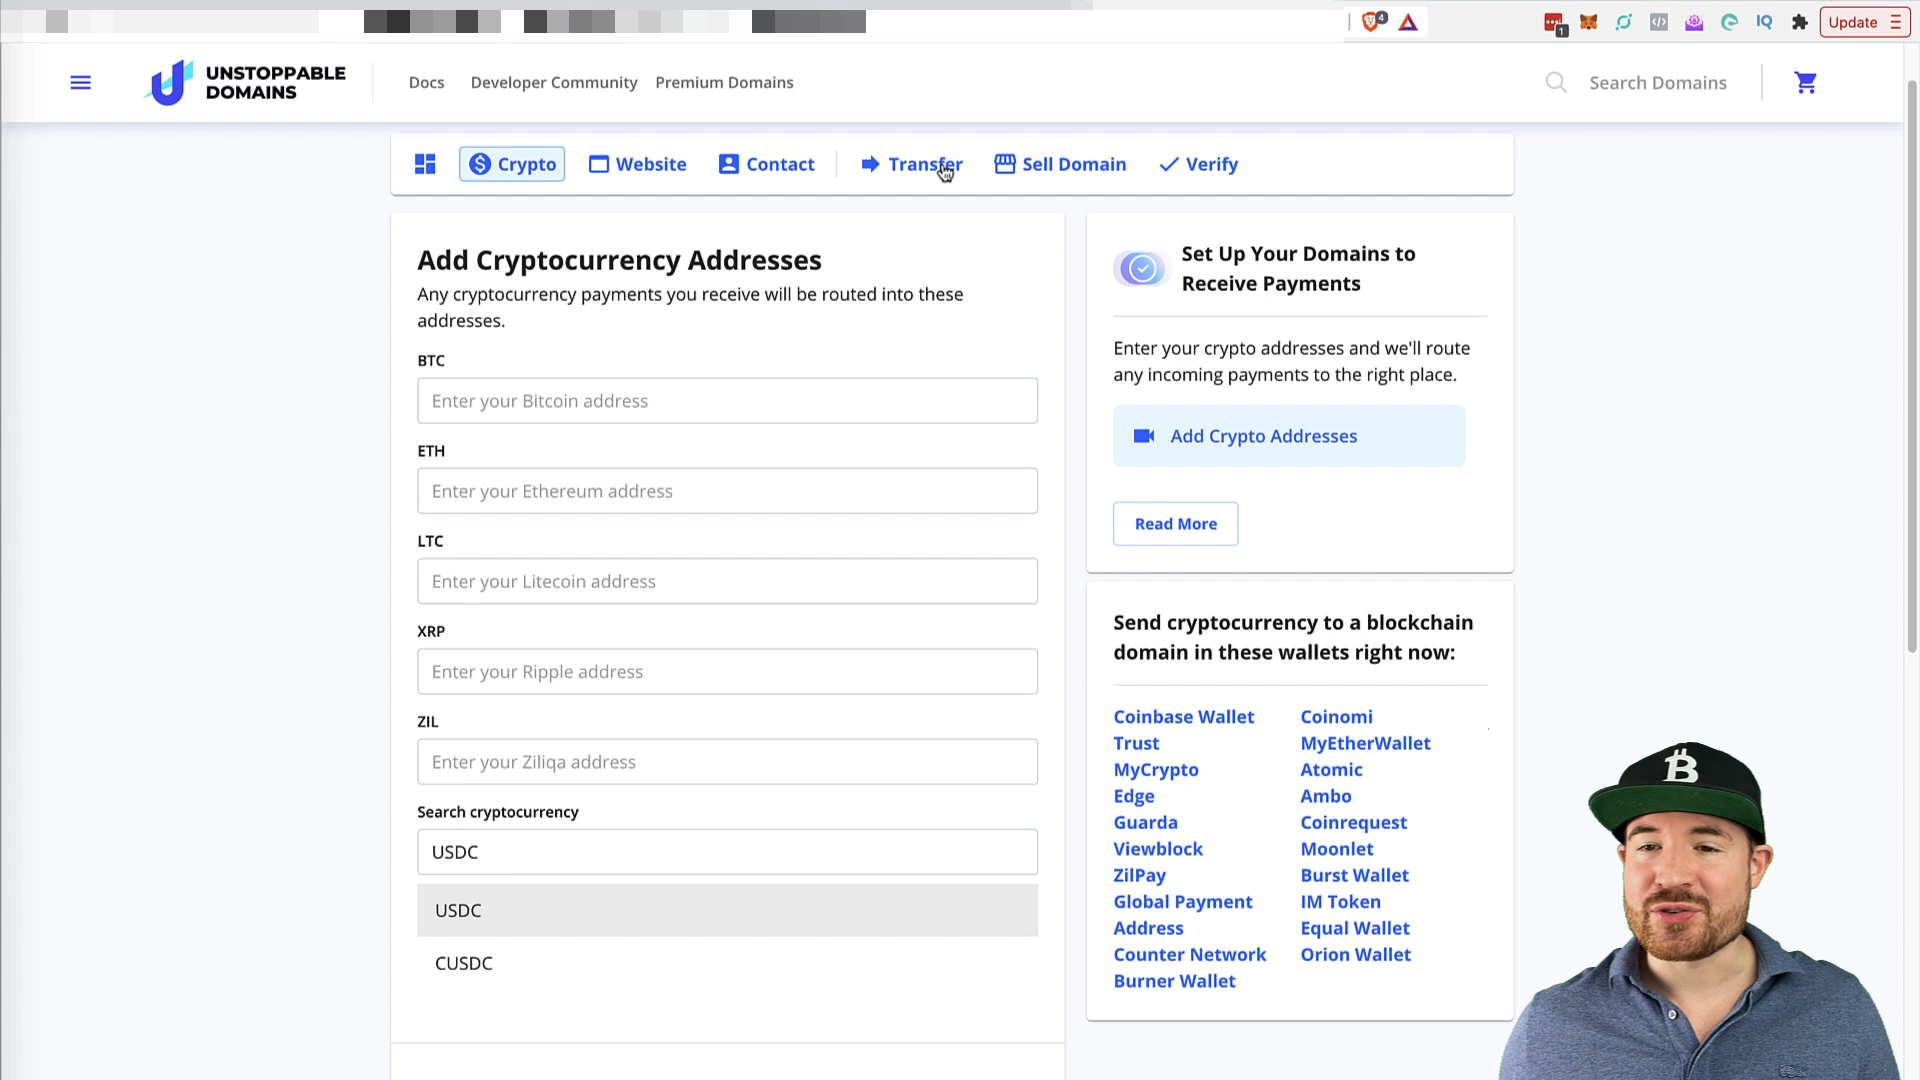 4
1
IQ
Update
UNSTOPPABLE
DOMAINS
Docs
Developer Community
Premium Domains
Search Domains
Crypto
Website
Contact
Transfer
Sell Domain
Verify
Add Cryptocurrency Addresses
Any cryptocurrency payments you receive will be routed into these
addresses.
BTC
Enter your Bitcoin address
ETH
Enter your Ethereum address
LTC
Enter your Litecoin address
XRP
Enter your Ripple address
ZIL
Enter your Ziliqa address
Search cryptocurrency
USDC
USDC
CUSDC
Set Up Your Domains to
Receive Payments
Enter your crypto addresses and we'll route
any incoming payments to the right place.
Add Crypto Addresses
Read More
Send cryptocurrency to a blockchain
domain in these wallets right now:
Coinbase Wallet
Trust
MyCrypto
Edge
Guarda
Viewblock
ZilPay
Global Payment
Address
Counter Network
Burner Wallet
Coinomi
MyEtherWallet
Atomic
Ambo
Coinrequest
Moonlet
Burst Wallet
IM Token
Equal Wallet
Orion Wallet